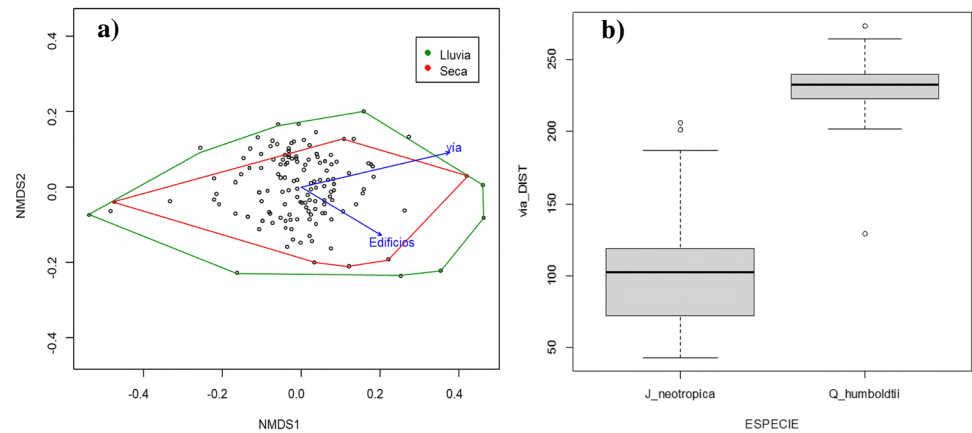 a)
Lluvia
Seca
vía
Edificios
NMDS2
0.4
0.2
0.0
-0.2
-0.4
-0.4 -0.2 0.0 0.2 0.4
NMDS1
b)
via_DIST
250
200
150
100
50
J_neotropica Q_humboldtii
ESPECIE